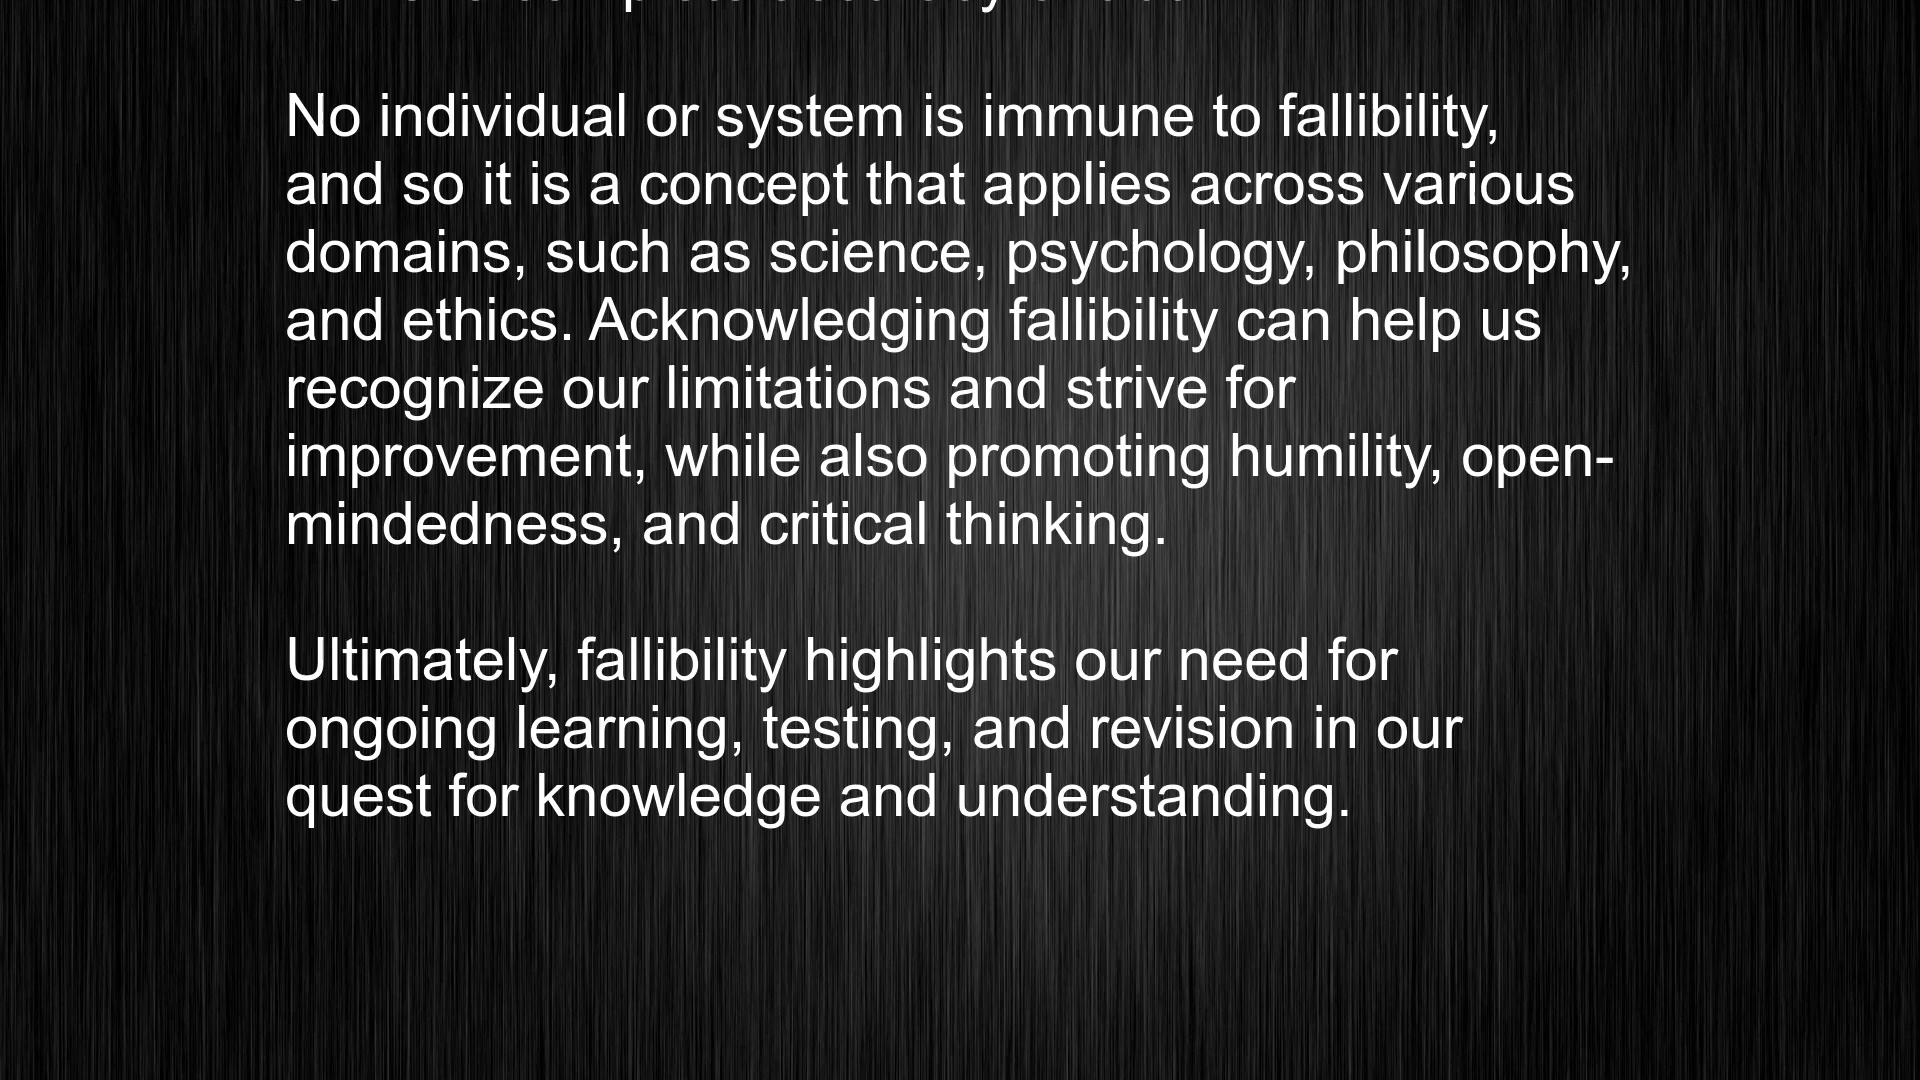 No individual or system is immune to fallibility,
and so it is a concept that applies across various
domains, such as science, psychology, philosophy,
and ethics. Acknowledging fallibility can help us
recognize our limitations and strive for
improvement, while also promoting humility, open-
mindedness, and critical thinking.
Ultimately, fallibility highlights our need for
ongoing learning, testing, and revision in our
quest for knowledge and understanding.